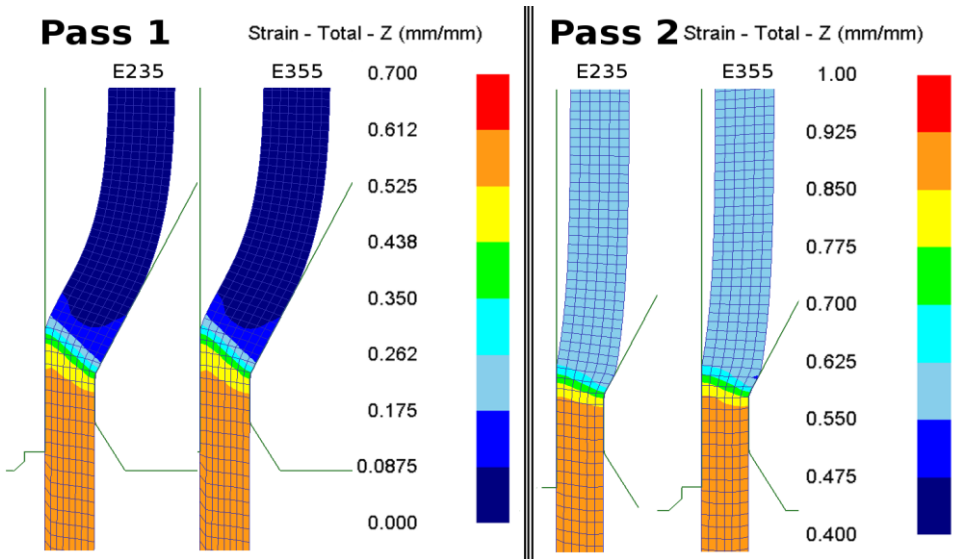 Pass 1
Strain - Total - Z (mm/mm)
E235
E355
0.700
0.612
0.525
0.438
0.350
0.262
0.175
0.0875
0.000
Pass 2
Strain - Total - Z (mm/mm)
E235
E355
1.00
0.925
0.850
0.775
0.700
0.625
0.550
0.475
0.400